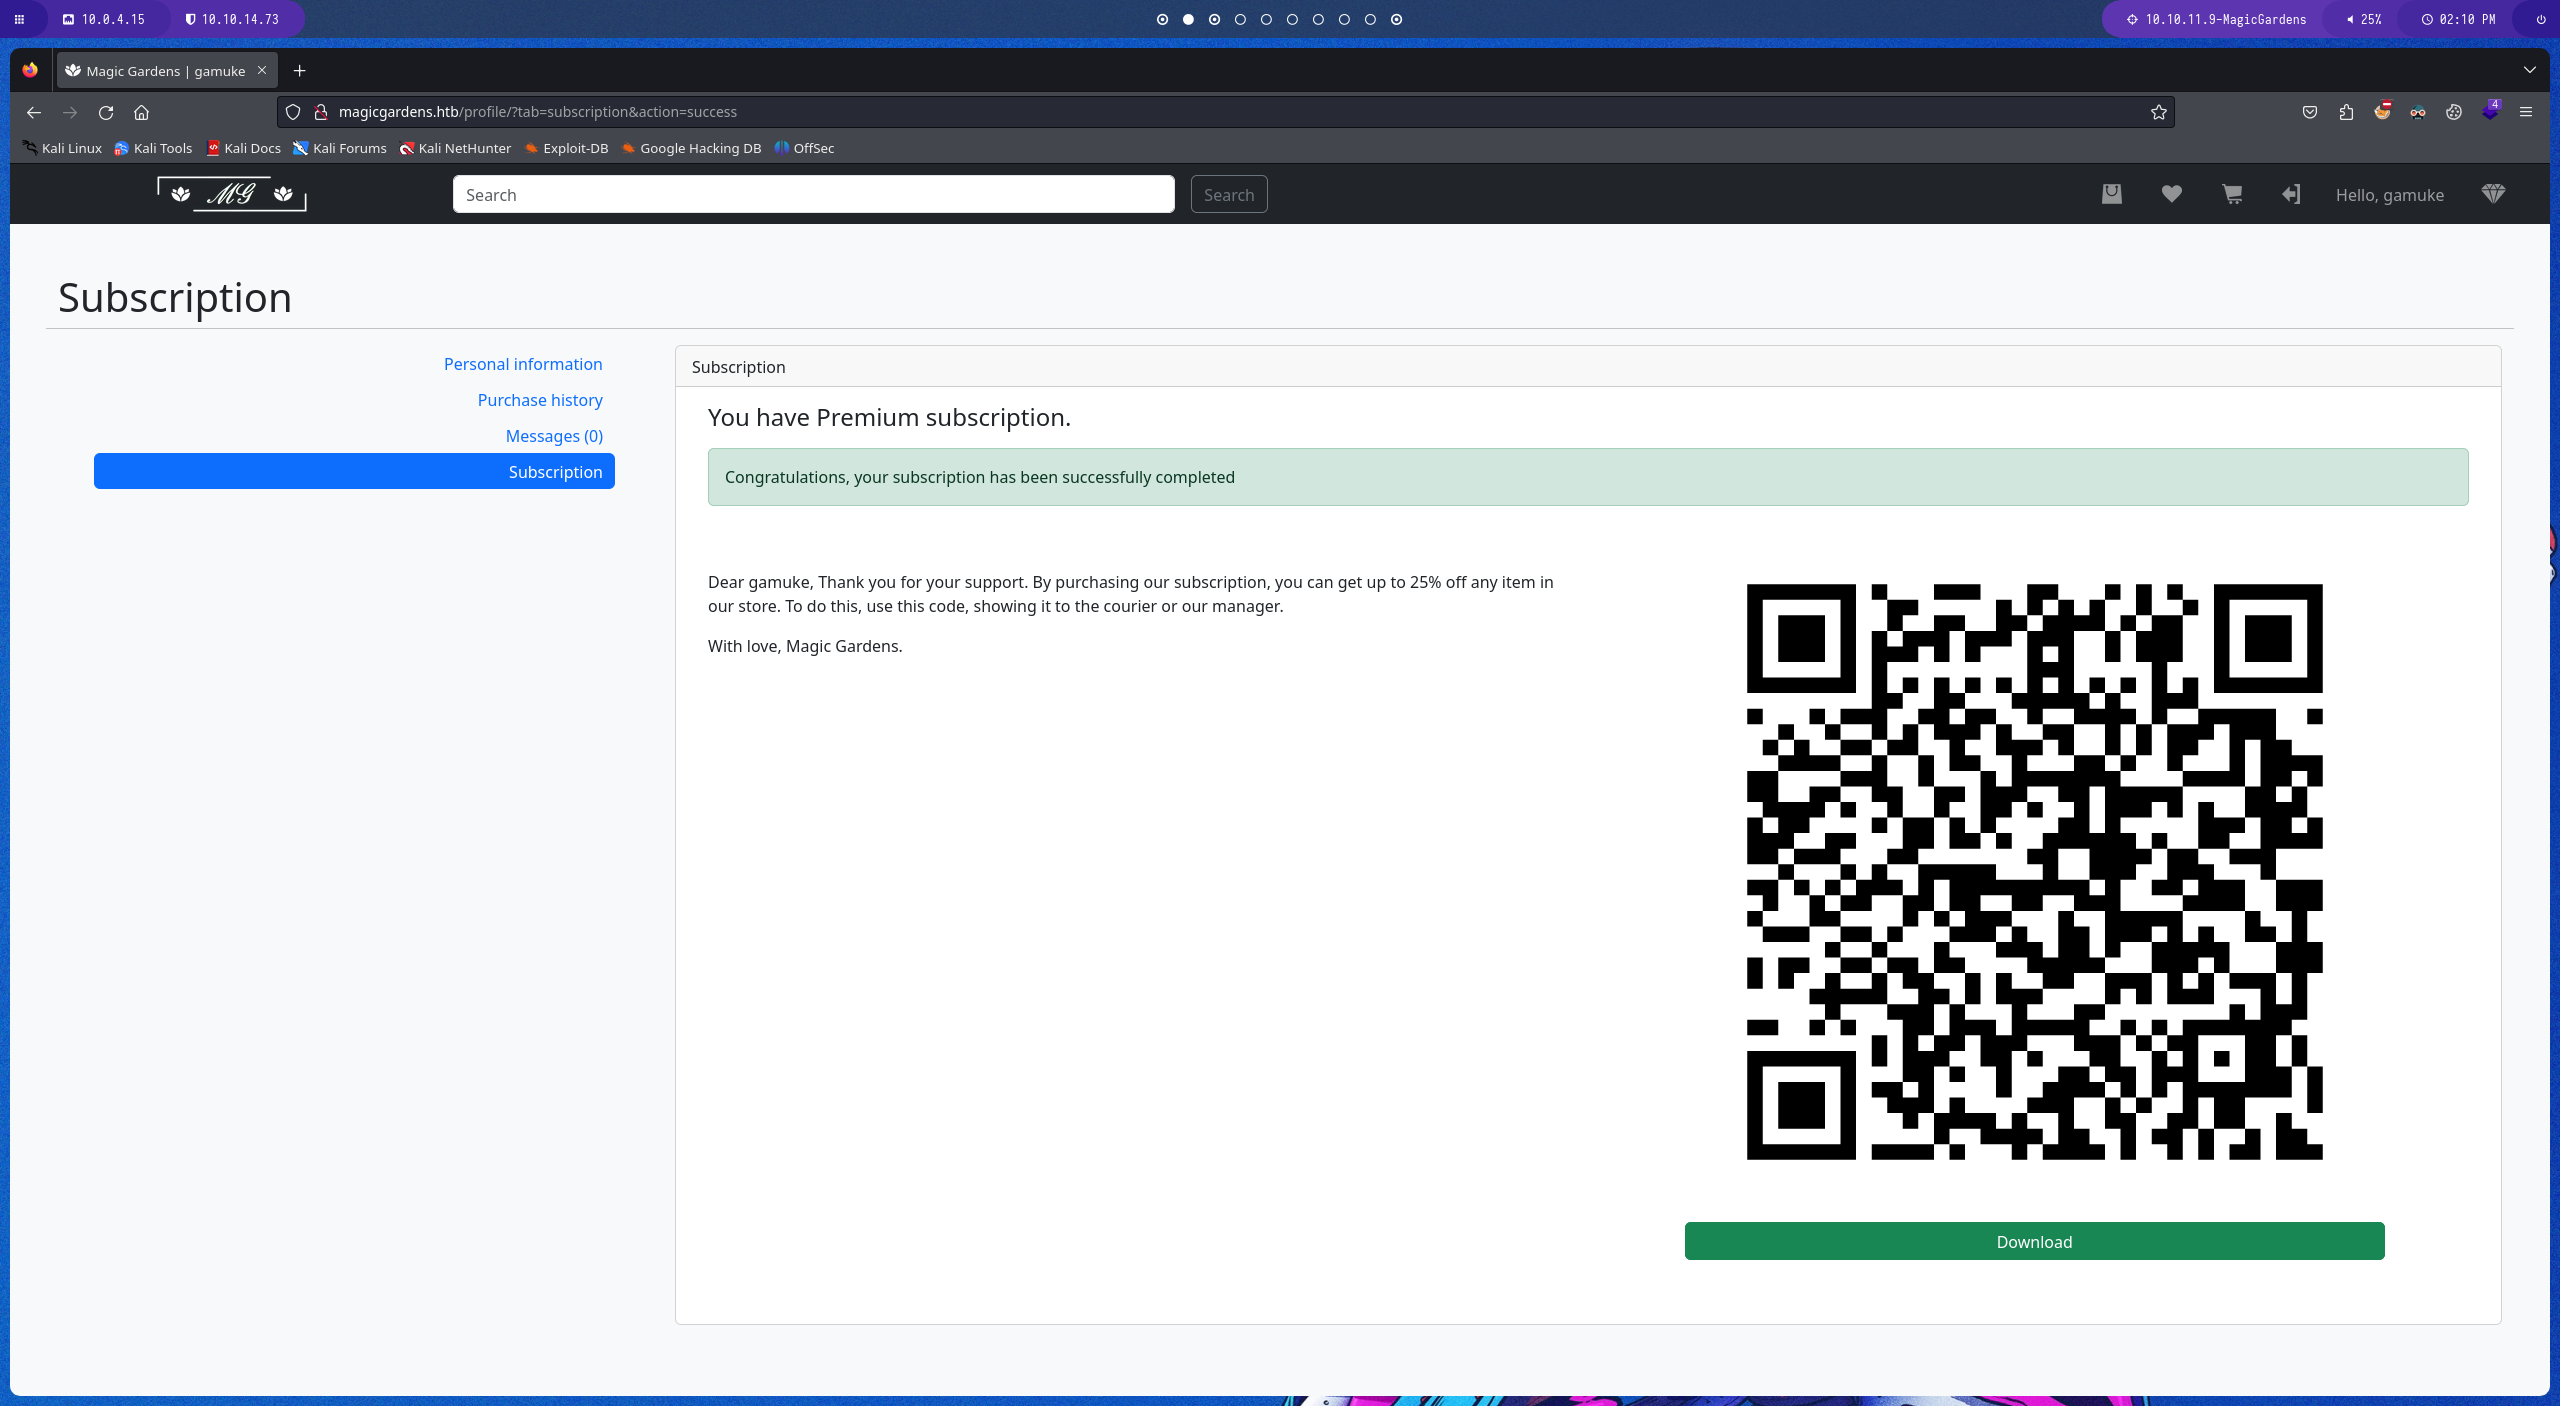 10.0.4.15
10.10.14.73
10.10.11.9-MagicGardens
25%
02:10 PM
Magic Gardens | gamuke
magicgardens.htb/profile/?tab=subscription&action=success
4
Kali Linux
Kali Tools
Kali Docs
Kali Forums
Kali NetHunter
Exploit-DB
Google Hacking DB
OffSec
MG
Search
Search
Hello, gamuke
Subscription
Personal information
Purchase history
Messages (0)
Subscription
Subscription
You have Premium subscription.
Congratulations, your subscription has been successfully completed
Dear gamuke, Thank you for your support. By purchasing our subscription, you can get up to 25% off any item in
our store. To do this, use this code, showing it to the courier or our manager.
With love, Magic Gardens.
Download